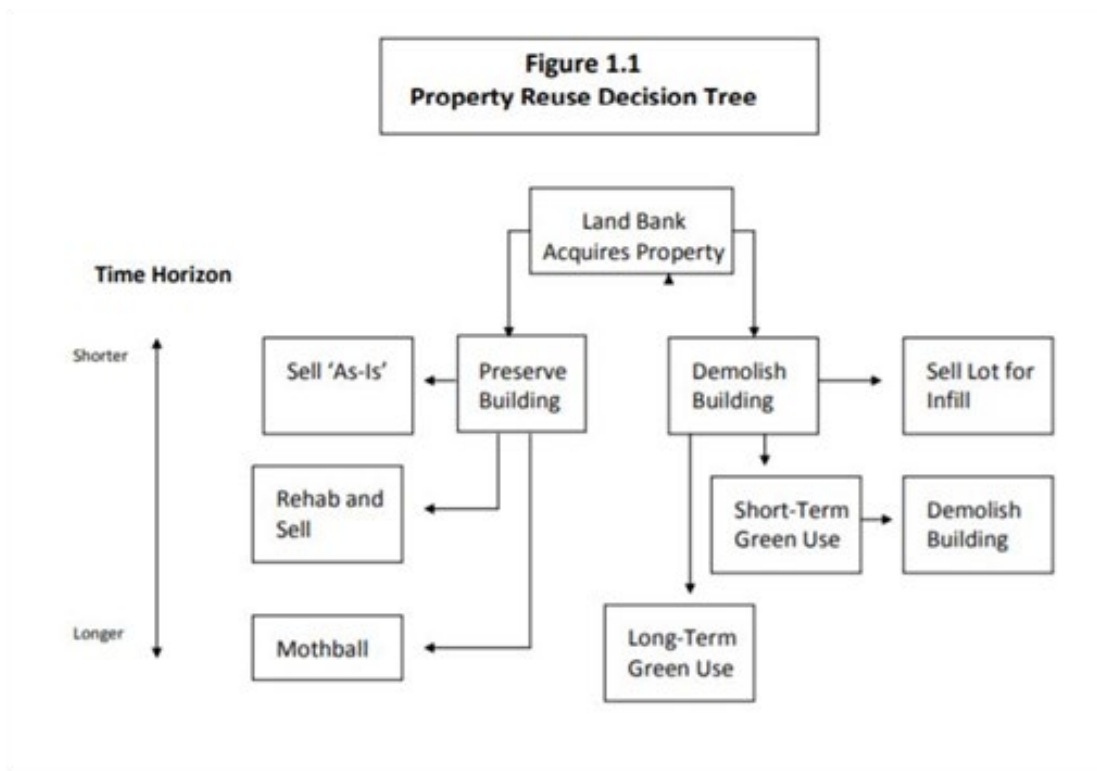 Figure 1.1
Property Reuse Decision Tree
Land Bank
Acquires Property
Time Horizon
Shorter
Sell ‘As-Is’
Preserve
Building
Demolish
Building
Sell Lot for
Infill
Rehab and
Sell
Short-Term
Green Use
Demolish
Building
Longer
Mothball
Long-Term
Green Use